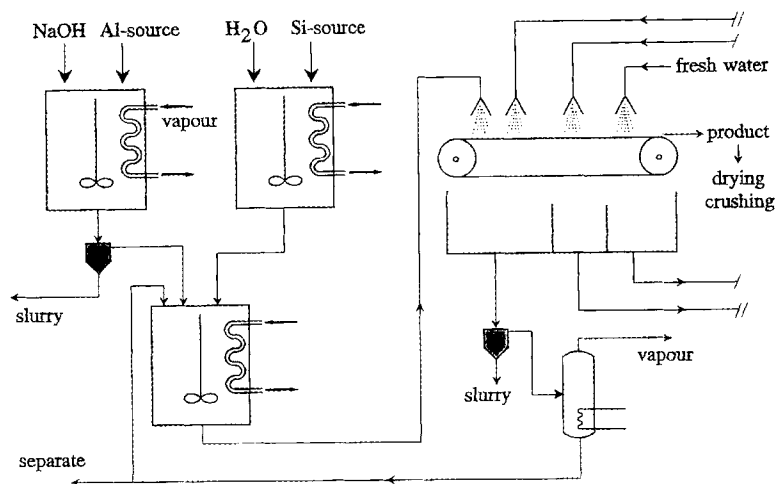 NaOH Al-source
H₂O Si-source
fresh water
vapour
product
drying
crushing
slurry
vapour
slurry
separate